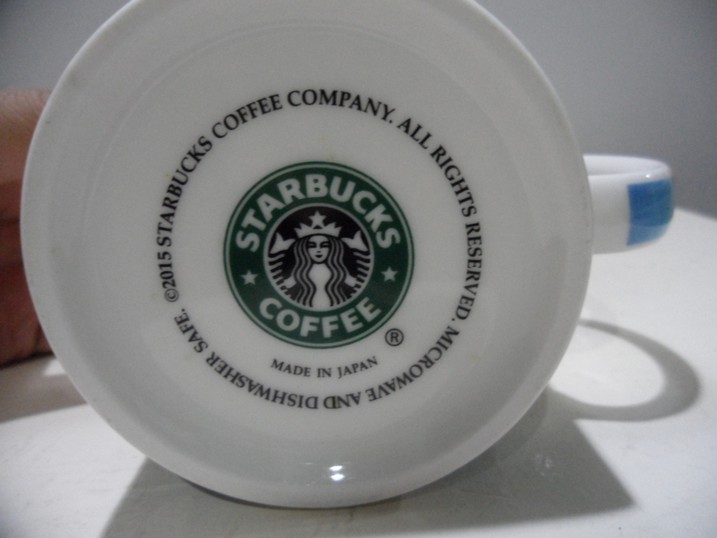 ©2015 STARBUCKS COFFEE COMPANY. ALL RIGHTS RESERVED. MICROWAVE AND DISHWASHER SAFE.
STARBUCKS
COFFEE
®
MADE IN JAPAN